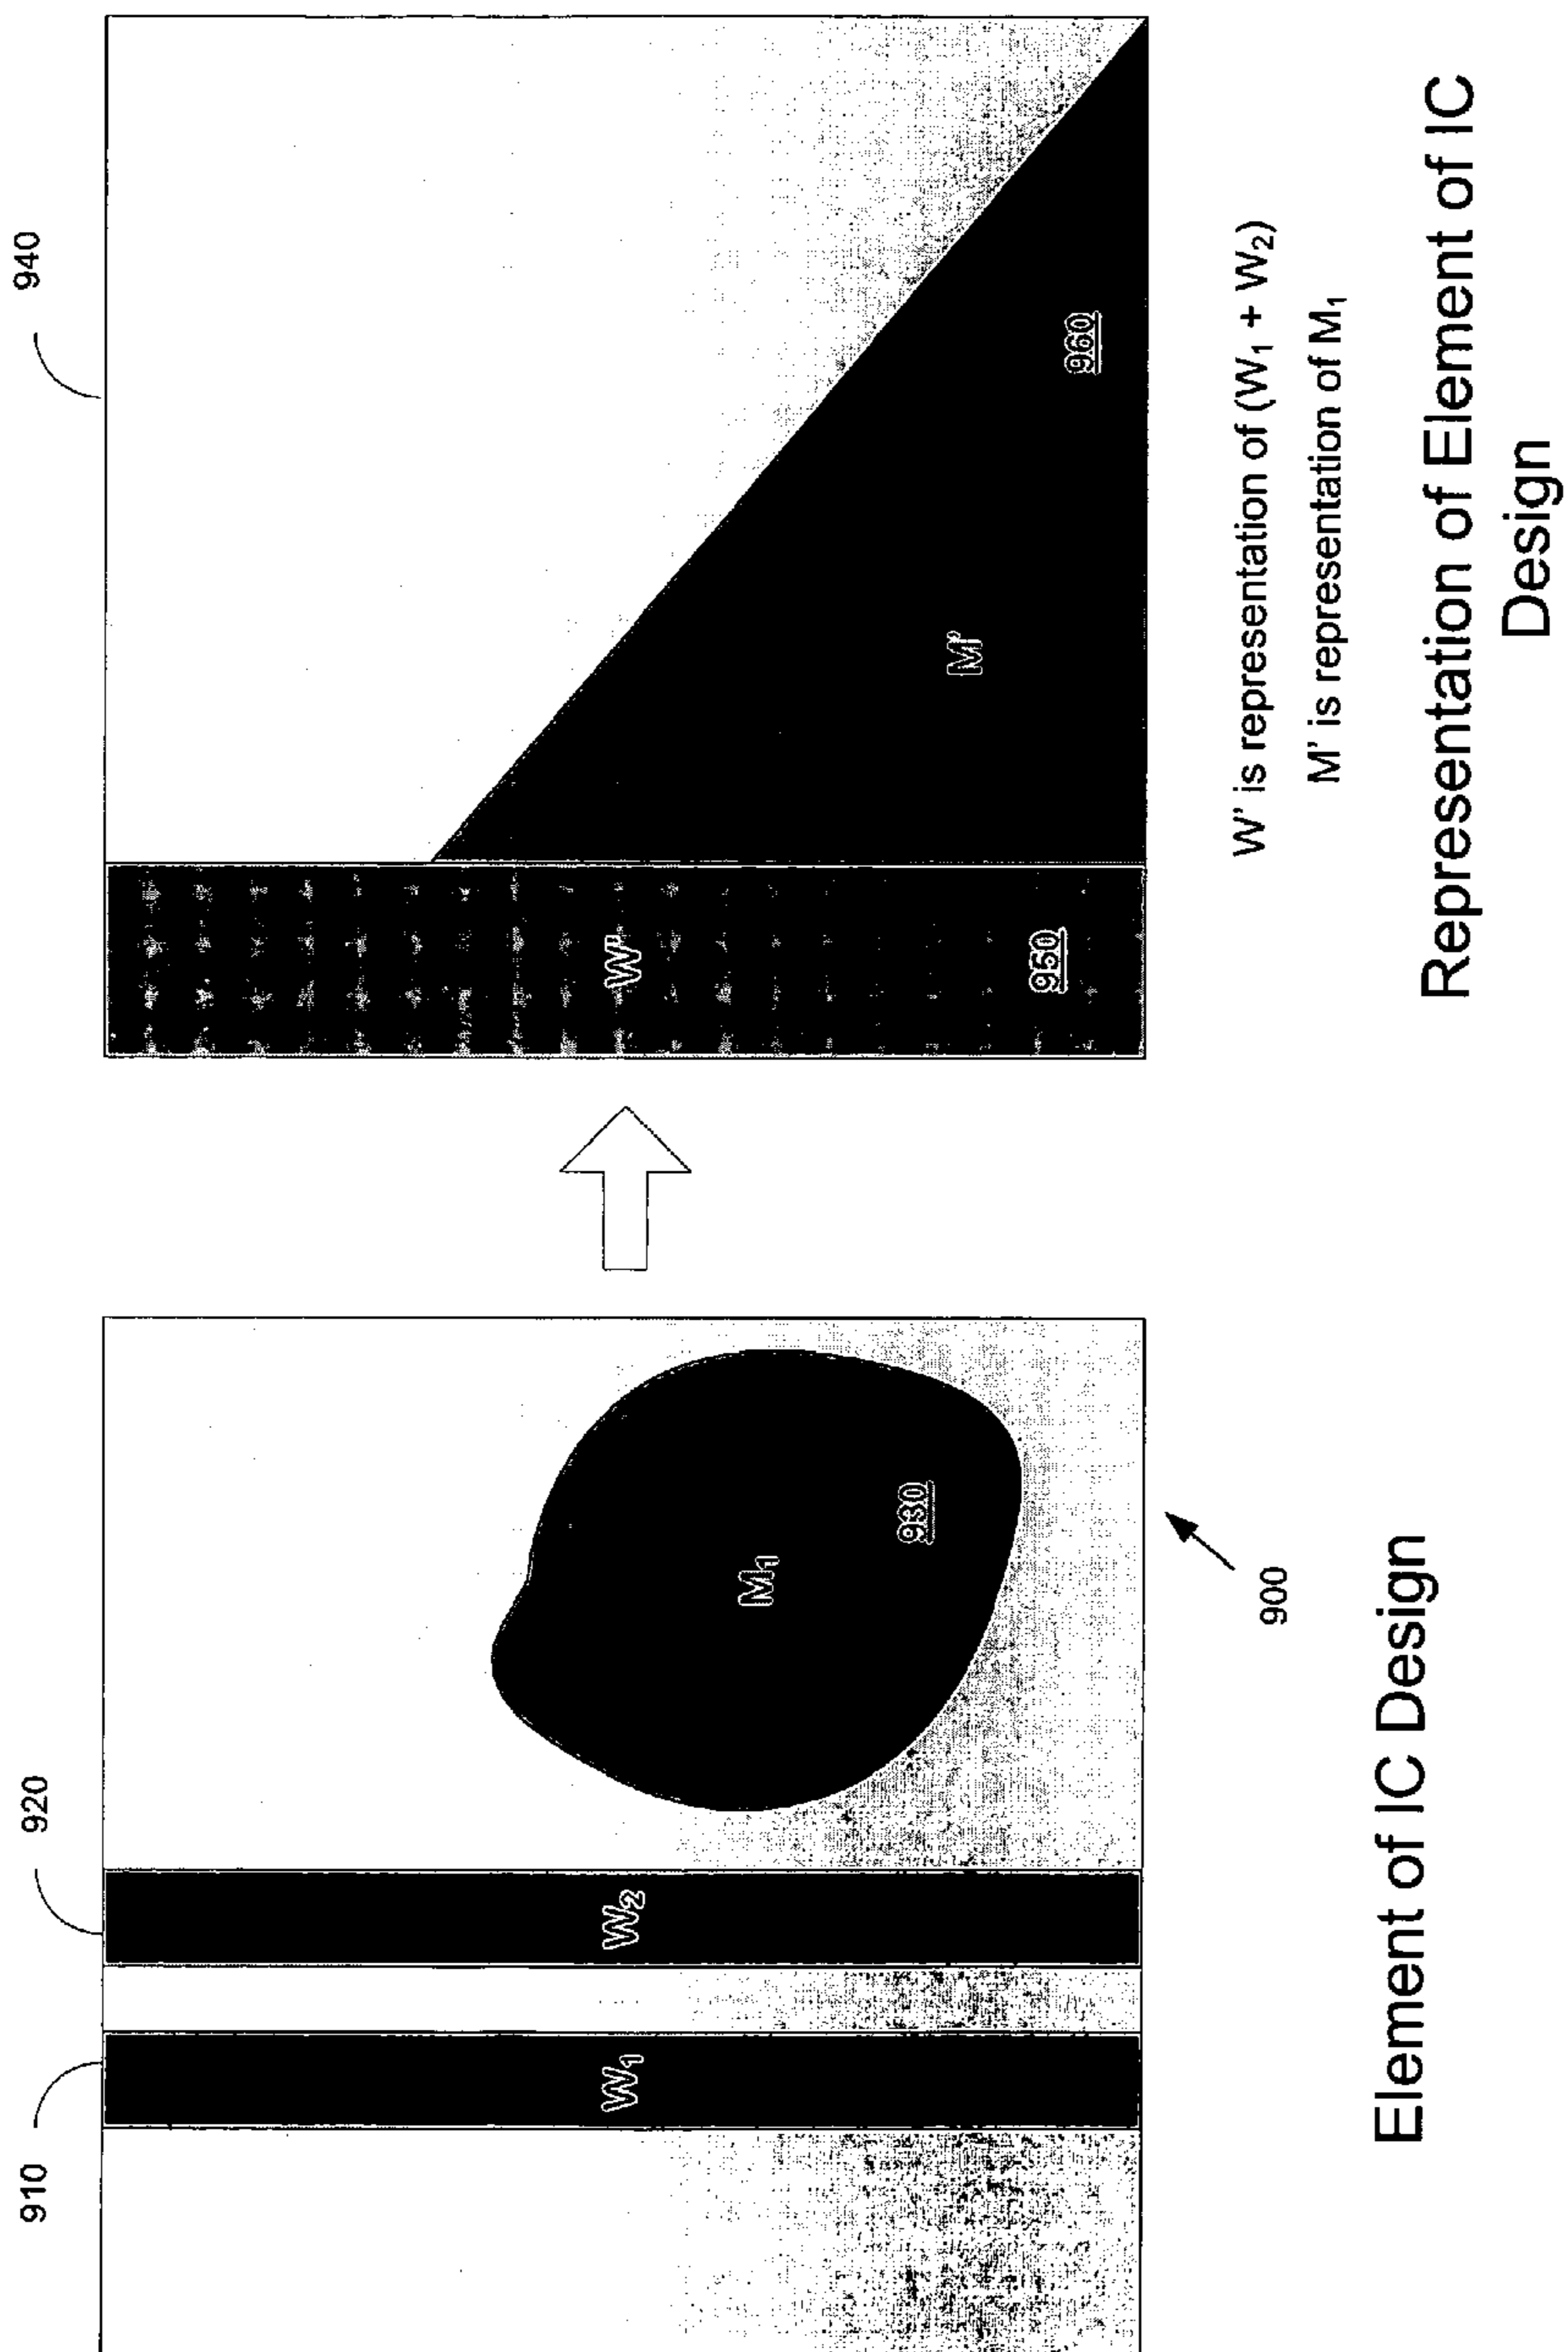 910
920
W₁
W₂
M₁
930
900
Element of IC Design
940
W'
950
M'
960
W' is representation of (W₁ + W₂)
M' is representation of M₁
Representation of Element of IC
Design